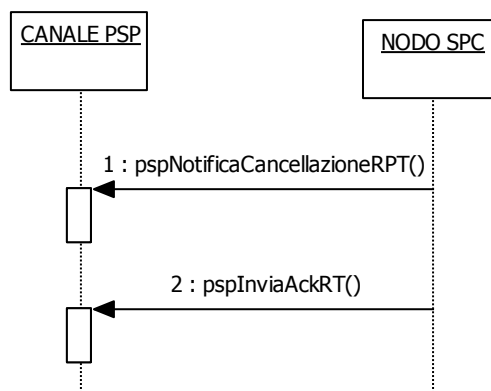 CANALE PSP
NODO SPC
1 : pspNotificaCancellazioneRPT()
2 : pspInviaAckRT()